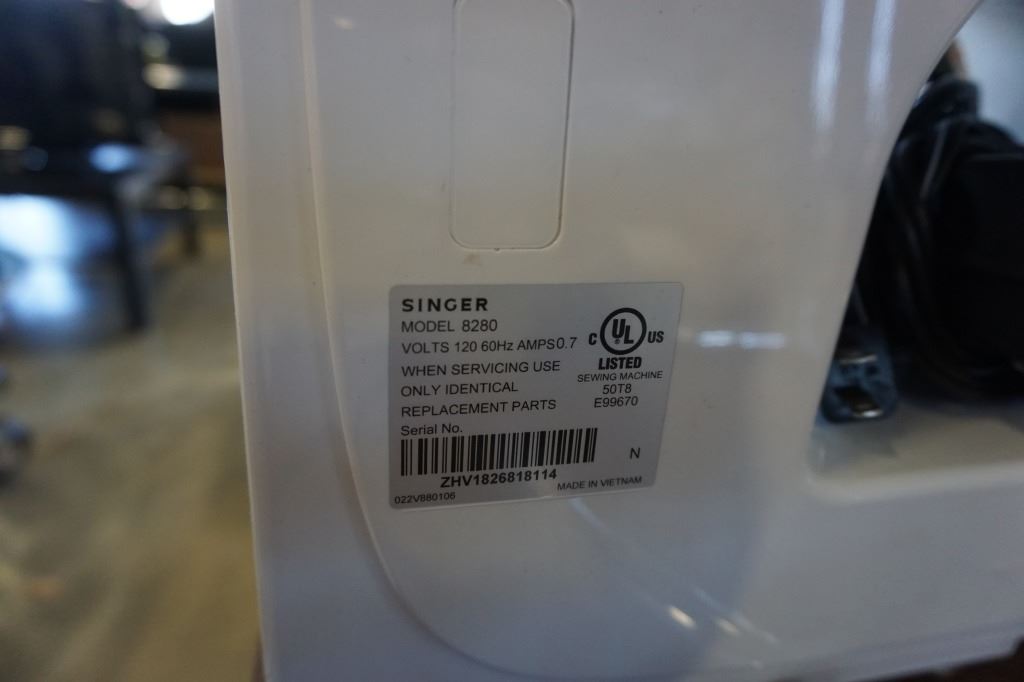 SINGER
MODEL 8280
VOLTS 120 60Hz AMPS0.7
WHEN SERVICING USE
ONLY IDENTICAL
REPLACEMENT PARTS
Serial No.
C UL US
LISTED
SEWING MACHINE
50T8
E99670
N
ZHV1826818114
022V880106
MADE IN VIETNAM